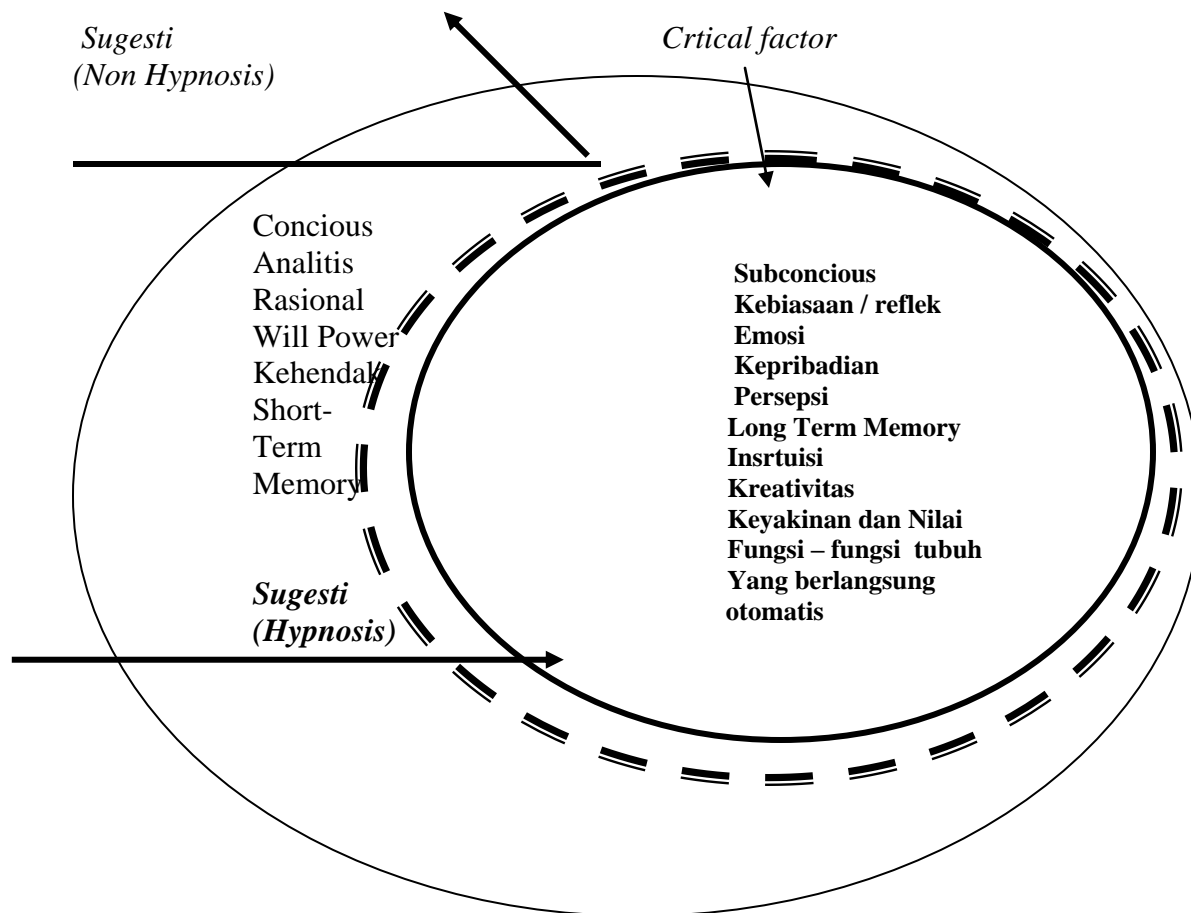 Sugesti
(Non Hypnosis)
Crtical factor
Concious
Analitis
Rasional
Will Power
Kehendak
Short-
Term
Memory
Subconcious
Kebiasaan / reflek
Emosi
Kepribadian
Persepsi
Long Term Memory
Insrtuisi
Kreativitas
Keyakinan dan Nilai
Fungsi – fungsi tubuh
Yang berlangsung
otomatis
Sugesti
(Hypnosis)